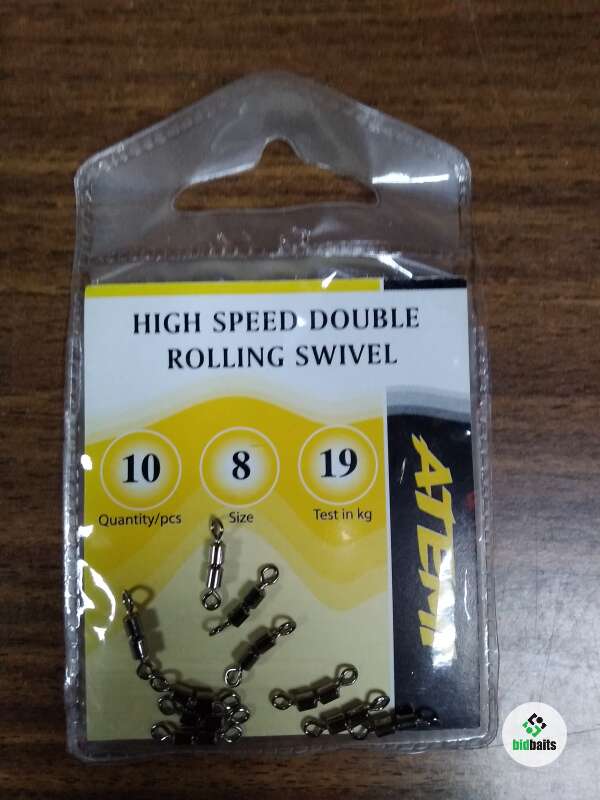 HIGH SPEED DOUBLE
ROLLING SWIVEL
10
8
19
Quantity/pcs
Size
Test in kg
ATEMI
bidbaits